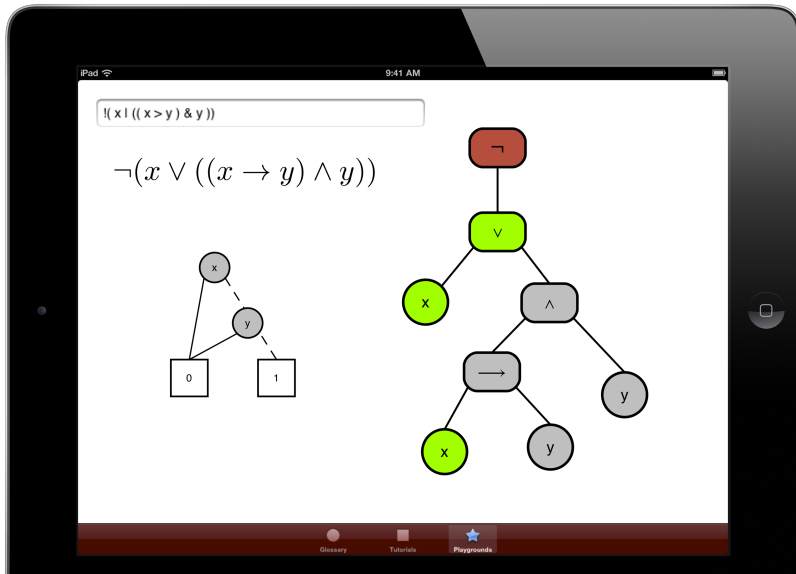 iPad 9:41 AM
!( x | (( x > y ) & y ))
¬(x ∨ ((x → y) ∧ y))
¬
∨
x
∧
x
y
→
y
0 1
x y
Glossary Tutorials Playgrounds